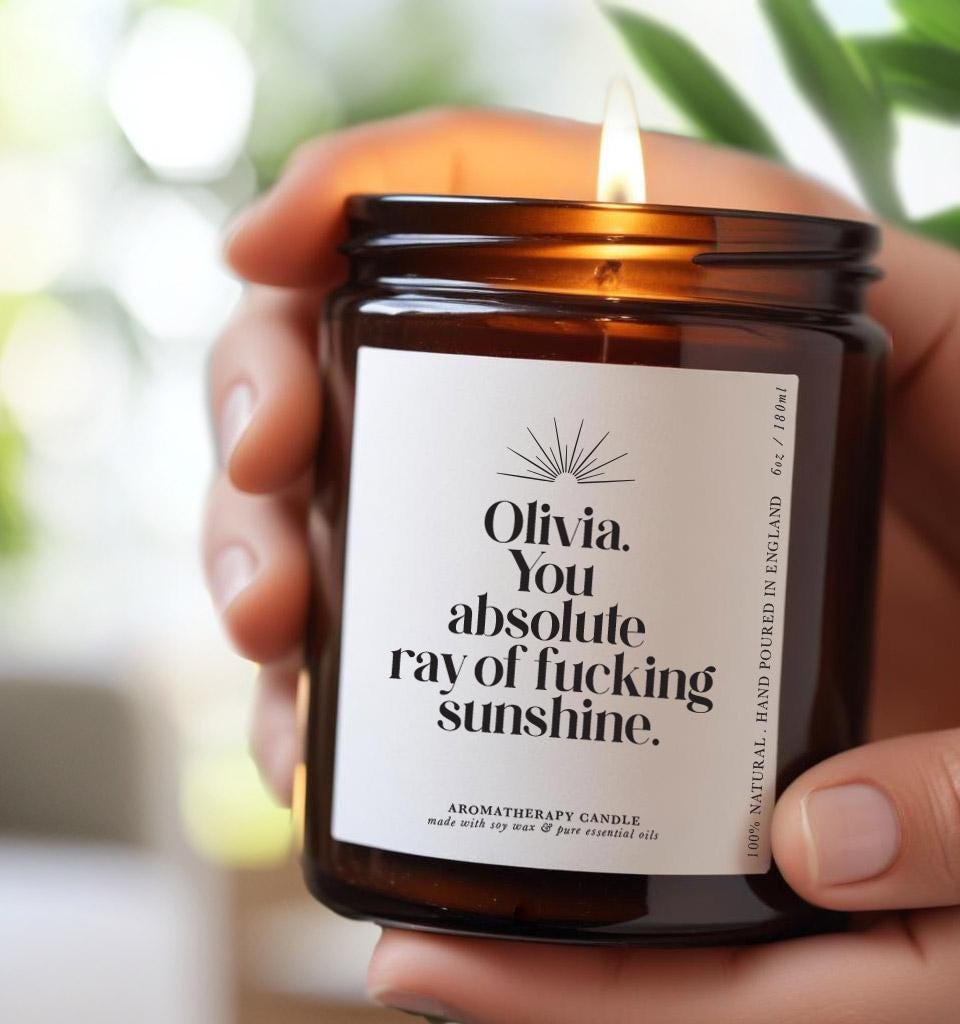 Olivia.
You
absolute
ray of fucking
sunshine.
AROMATHERAPY CANDLE
made with soy wax & pure essential oils
100% NATURAL . HAND POURED IN ENGLAND 6oz / 180ml